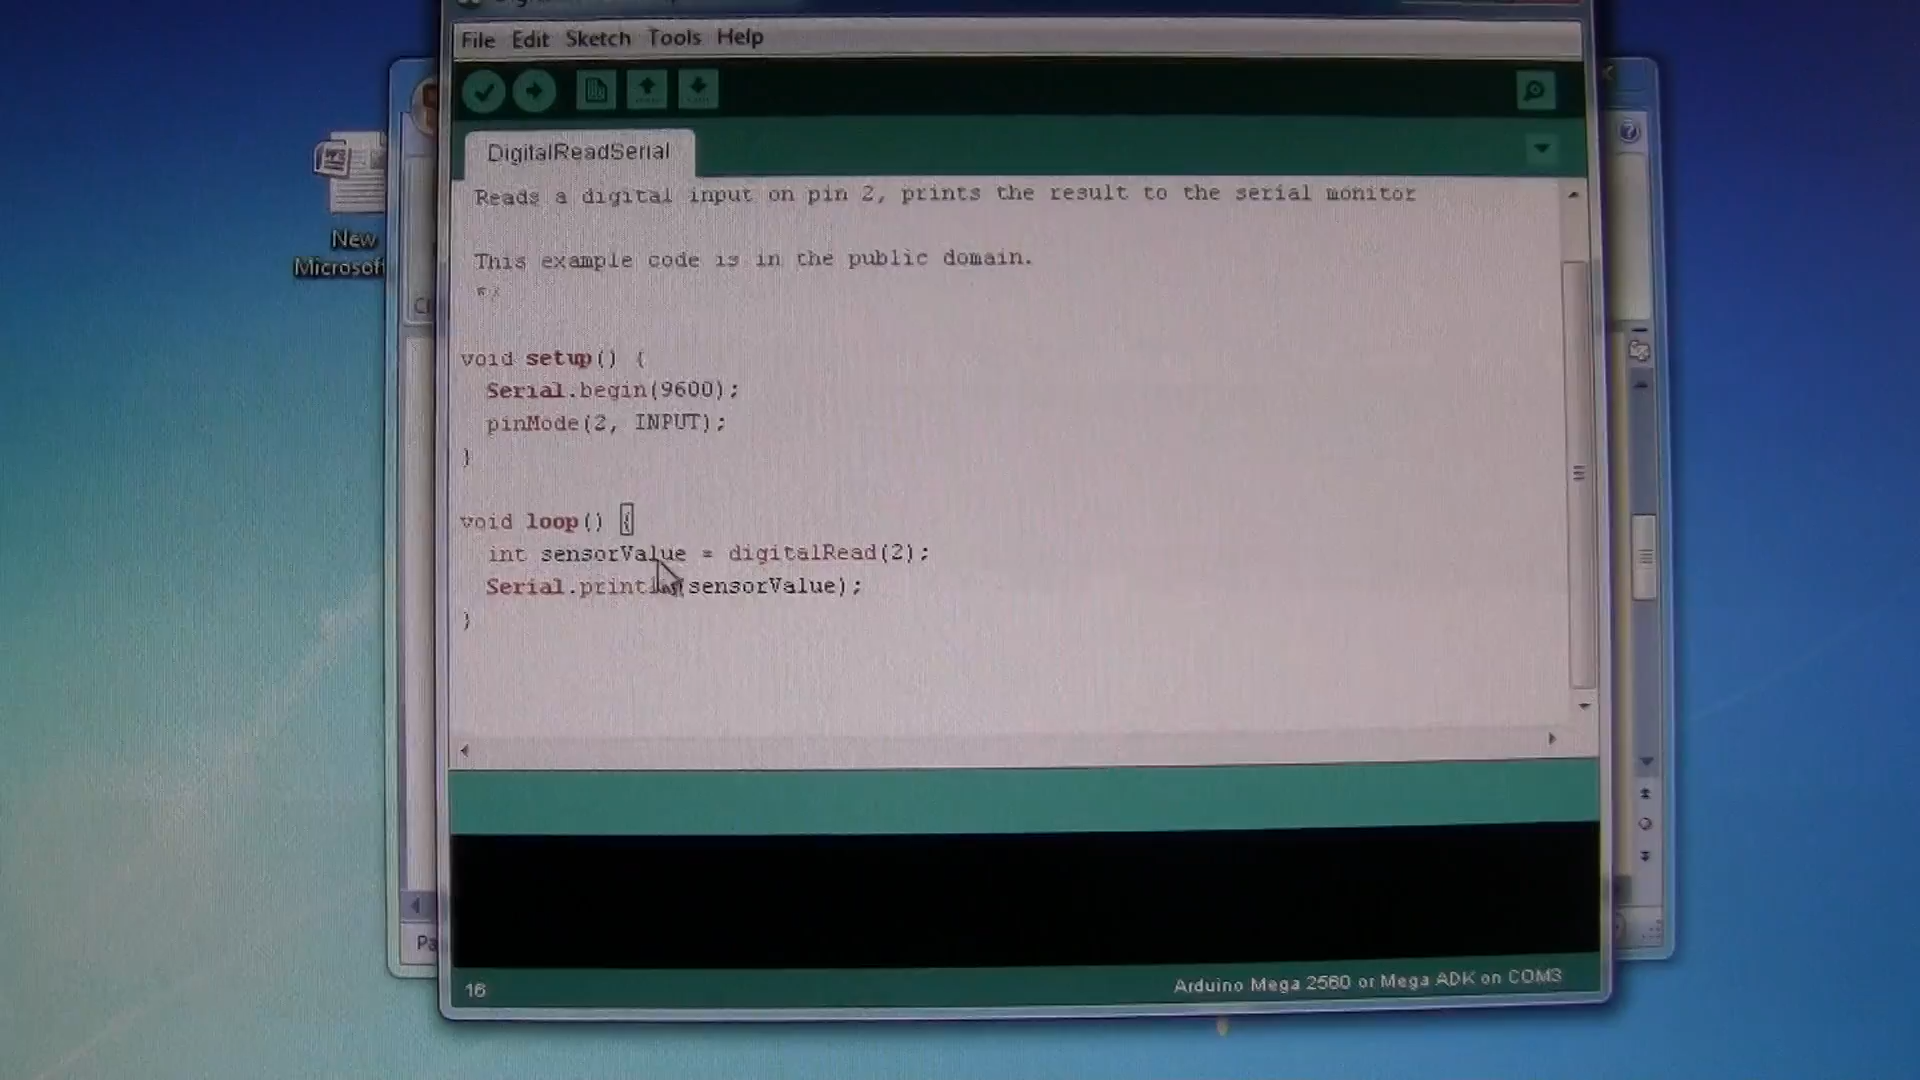 File Edit Sketch Tools Help
DigitalReadSerial
Reads a digital input on pin 2, prints the result to the serial monitor
This example code is in the public domain.
*/
void setup() {
Serial.begin(9600);
pinMode(2, INPUT);
}
void loop() {
int sensorValue = digitalRead(2);
Serial.println(sensorValue);
}
16
Arduino Mega 2560 or Mega ADK on COM3
New
Microsof